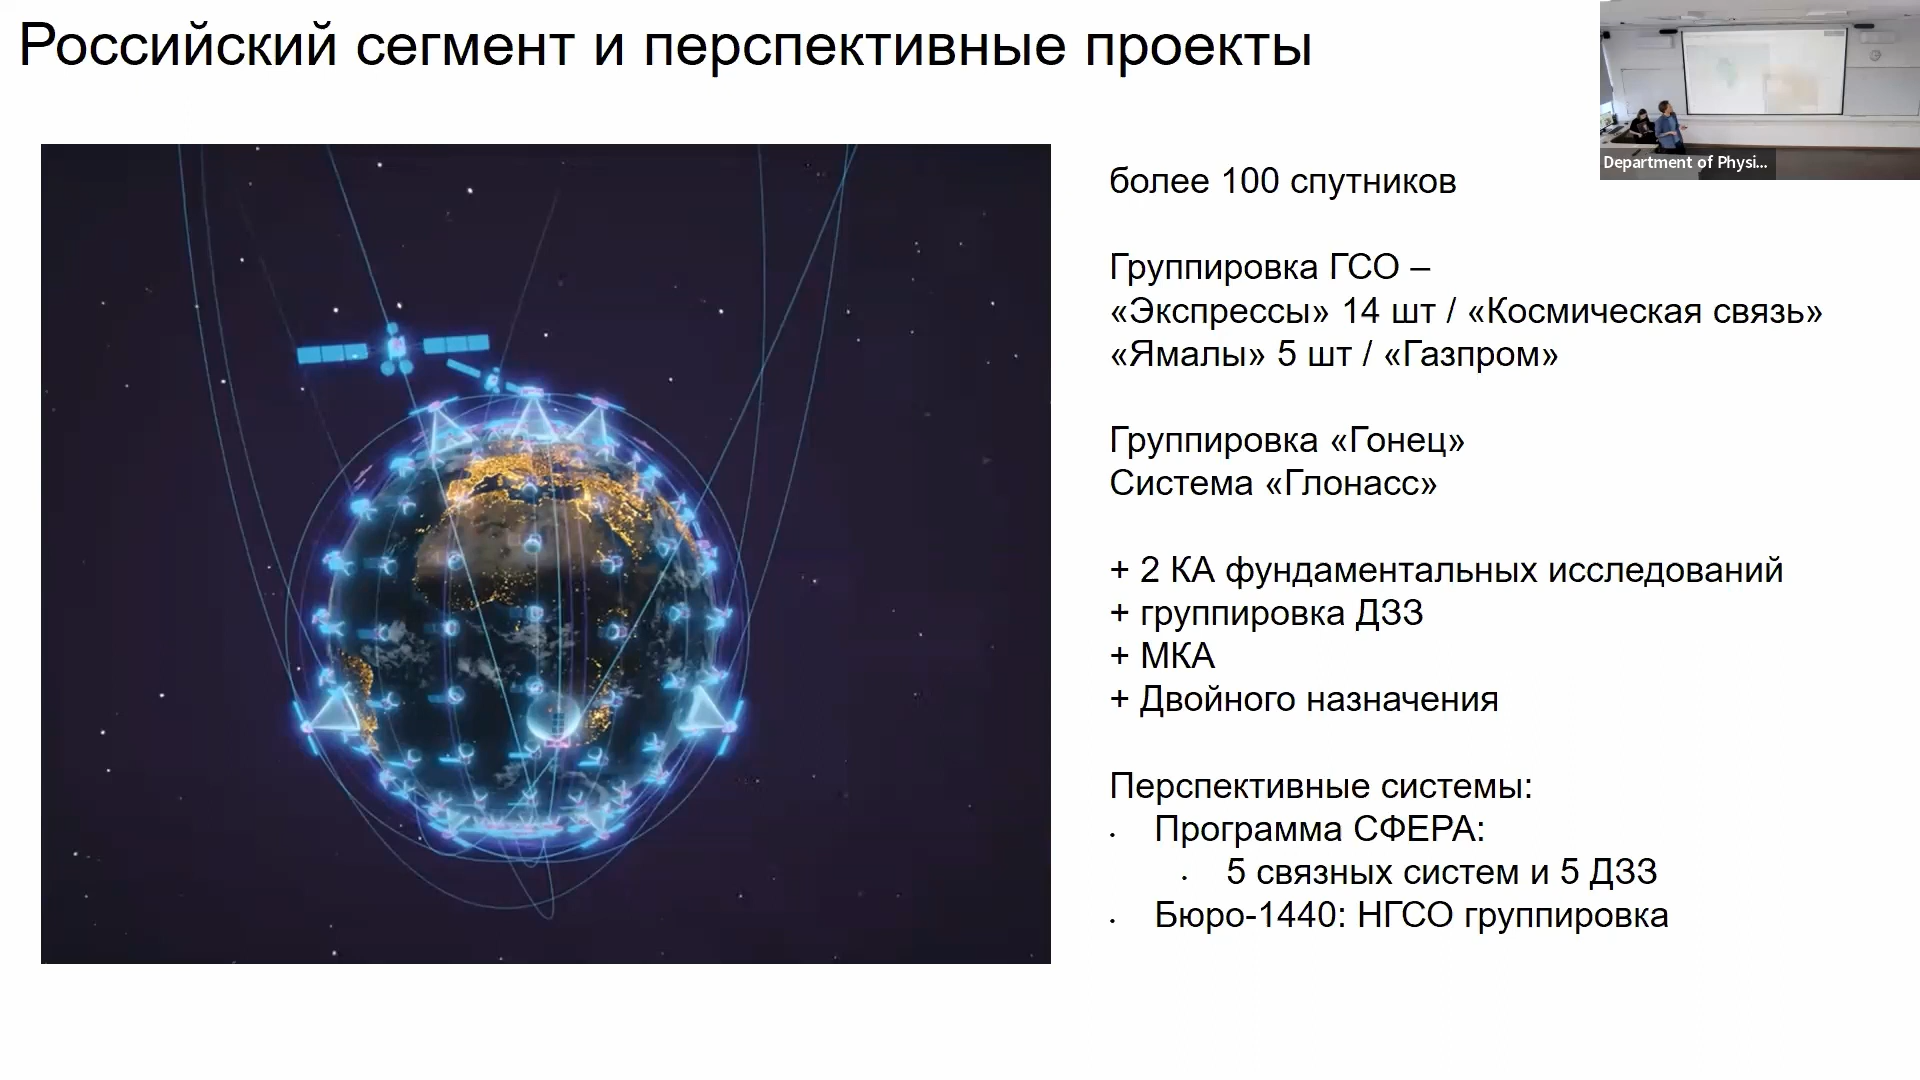 Российский сегмент и перспективные проекты
Department of Physi...
более 100 спутников
Группировка ГСО –
«Экспрессы» 14 шт / «Космическая связь»
«Ямалы» 5 шт / «Газпром»
Группировка «Гонец»
Система «Глонасс»
+ 2 КА фундаментальных исследований
+ группировка ДЗЗ
+ МКА
+ Двойного назначения
Перспективные системы:
· Программа СФЕРА:
· 5 связных систем и 5 ДЗЗ
· Бюро-1440: НГСО группировка